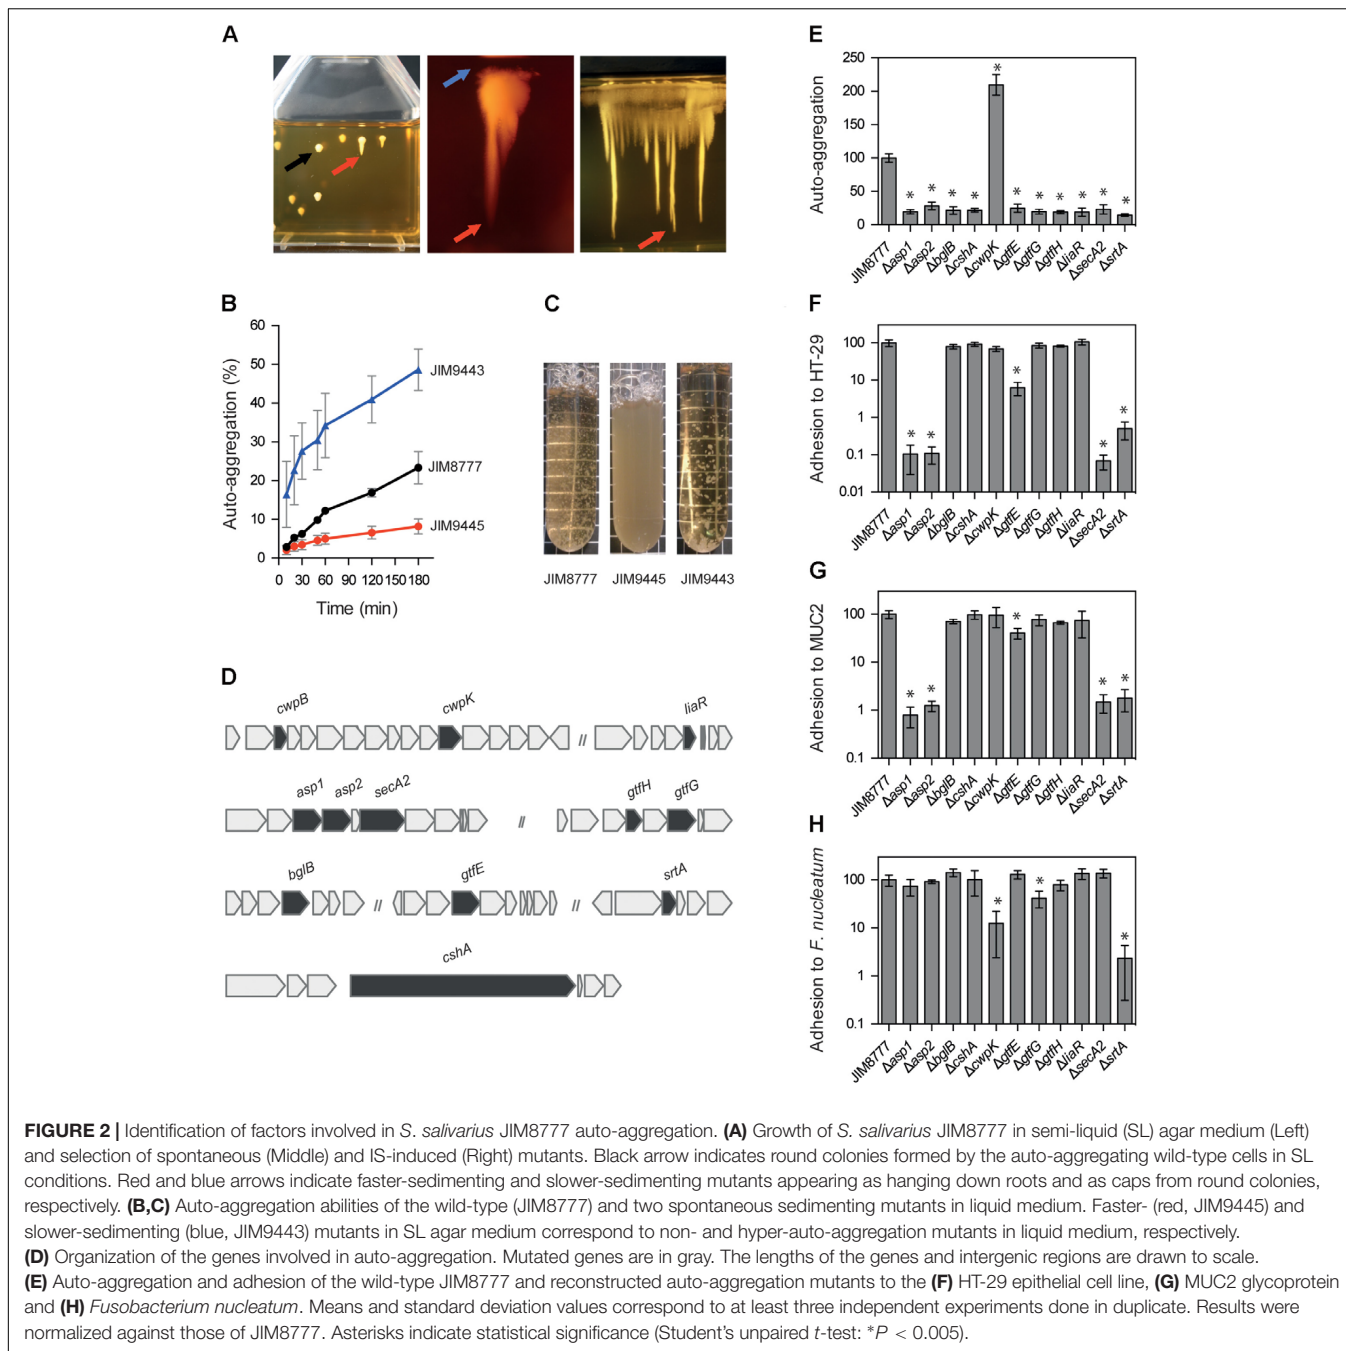 A
B
Auto-aggregation (%)
60
50
40
30
20
10
0
JIM9443
JIM8777
JIM9445
0 30 60 90 120 150 180
Time (min)
C
JIM8777 JIM9445 JIM9443
D
cwpB cwpK liaR
//
asp1 asp2 secA2 gtfH gtfG
//
bglB gtfE srtA
// //
cshA
E
Auto-aggregation
250
200
150
100
50
0
* * * * * * * * * * *
JIM8777 Δasp1 Δasp2 ΔbglB ΔcshA ΔcwpK ΔgtfE ΔgtfG ΔgtfH ΔliaR ΔsecA2 ΔsrtA
F
Adhesion to HT-29
100
10
1
0.1
0.01
* * * * *
JIM8777 Δasp1 Δasp2 ΔbglB ΔcshA ΔcwpK ΔgtfE ΔgtfG ΔgtfH ΔliaR ΔsecA2 ΔsrtA
G
Adhesion to MUC2
100
10
1
0.1
* * * * *
JIM8777 Δasp1 Δasp2 ΔbglB ΔcshA ΔcwpK ΔgtfE ΔgtfG ΔgtfH ΔliaR ΔsecA2 ΔsrtA
H
Adhesion to F. nucleatum
100
10
1
0.1
* * *
JIM8777 Δasp1 Δasp2 ΔbglB ΔcshA ΔcwpK ΔgtfE ΔgtfG ΔgtfH ΔliaR ΔsecA2 ΔsrtA
FIGURE 2 | Identification of factors involved in S. salivarius JIM8777 auto-aggregation. (A) Growth of S. salivarius JIM8777 in semi-liquid (SL) agar medium (Left)
and selection of spontaneous (Middle) and IS-induced (Right) mutants. Black arrow indicates round colonies formed by the auto-aggregating wild-type cells in SL
conditions. Red and blue arrows indicate faster-sedimenting and slower-sedimenting mutants appearing as hanging down roots and as caps from round colonies,
respectively. (B,C) Auto-aggregation abilities of the wild-type (JIM8777) and two spontaneous sedimenting mutants in liquid medium. Faster- (red, JIM9445) and
slower-sedimenting (blue, JIM9443) mutants in SL agar medium correspond to non- and hyper-auto-aggregation mutants in liquid medium, respectively.
(D) Organization of the genes involved in auto-aggregation. Mutated genes are in gray. The lengths of the genes and intergenic regions are drawn to scale.
(E) Auto-aggregation and adhesion of the wild-type JIM8777 and reconstructed auto-aggregation mutants to the (F) HT-29 epithelial cell line, (G) MUC2 glycoprotein
and (H) Fusobacterium nucleatum. Means and standard deviation values correspond to at least three independent experiments done in duplicate. Results were
normalized against those of JIM8777. Asterisks indicate statistical significance (Student's unpaired t-test: *P < 0.005).